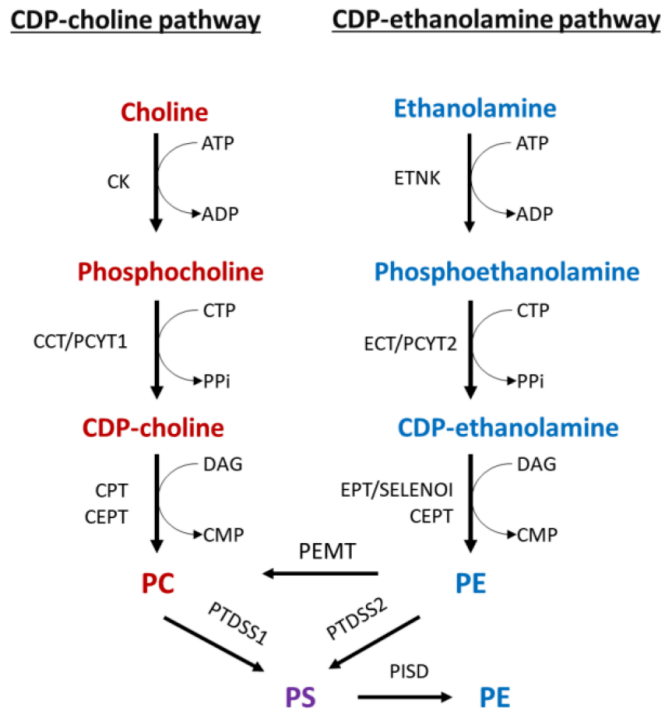 CDP-choline pathway
CDP-ethanolamine pathway
Choline
Ethanolamine
ATP
ATP
CK
ETNK
ADP
ADP
Phosphocholine
Phosphoethanolamine
CTP
CTP
CCT/PCYT1
ECT/PCYT2
PPi
PPi
CDP-choline
CDP-ethanolamine
DAG
DAG
CPT
CEPT
EPT/SELENOI
CEPT
CMP
CMP
PEMT
PC
PE
PTDSS1
PTDSS2
PISD
PS
PE